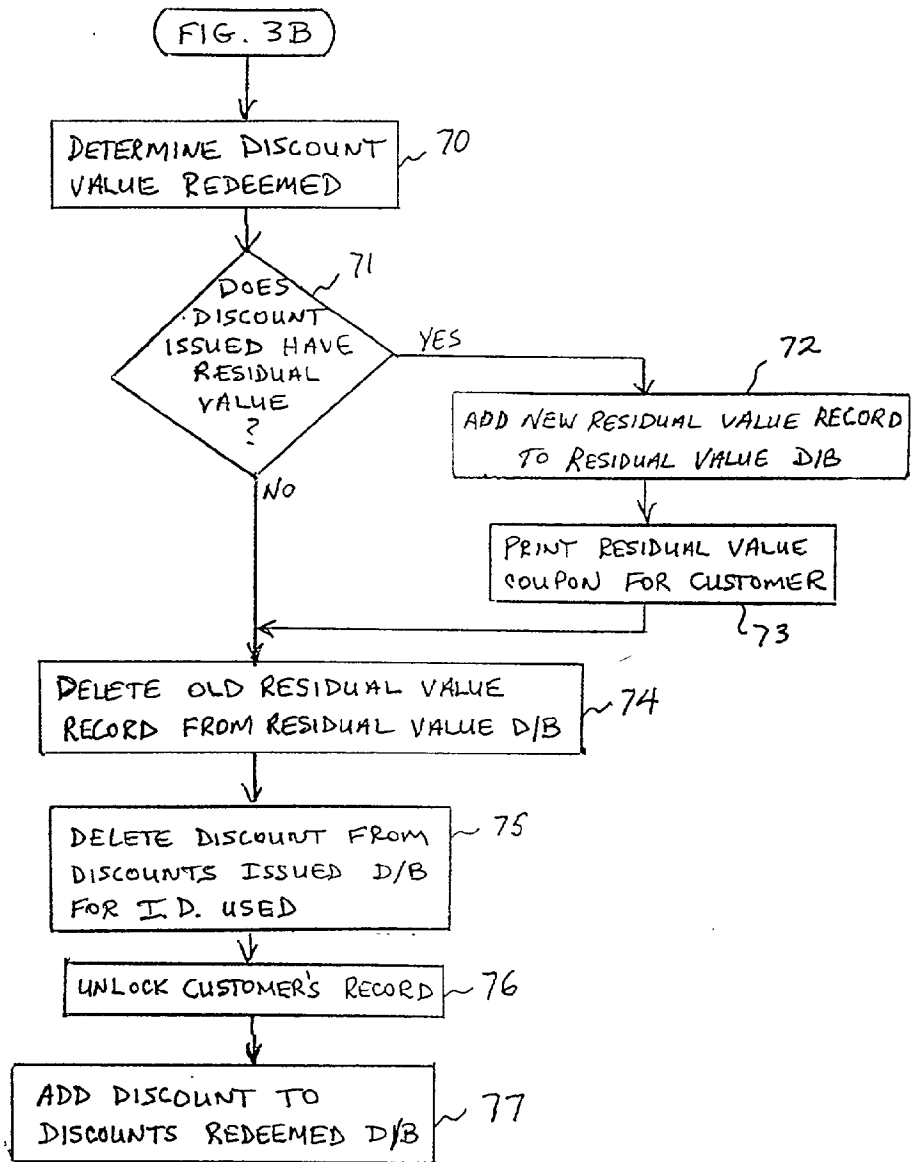 FIG. 3B
DETERMINE DISCOUNT
VALUE REDEEMED
70
71
DOES
DISCOUNT
ISSUED HAVE
RESIDUAL
VALUE
?
YES
NO
72
ADD NEW RESIDUAL VALUE RECORD
TO RESIDUAL VALUE D/B
PRINT RESIDUAL VALUE
COUPON FOR CUSTOMER
73
DELETE OLD RESIDUAL VALUE
RECORD FROM RESIDUAL VALUE D/B
74
DELETE DISCOUNT FROM
DISCOUNTS ISSUED D/B
FOR I.D. USED
75
UNLOCK CUSTOMER'S RECORD
76
ADD DISCOUNT TO
DISCOUNTS REDEEMED D/B
77